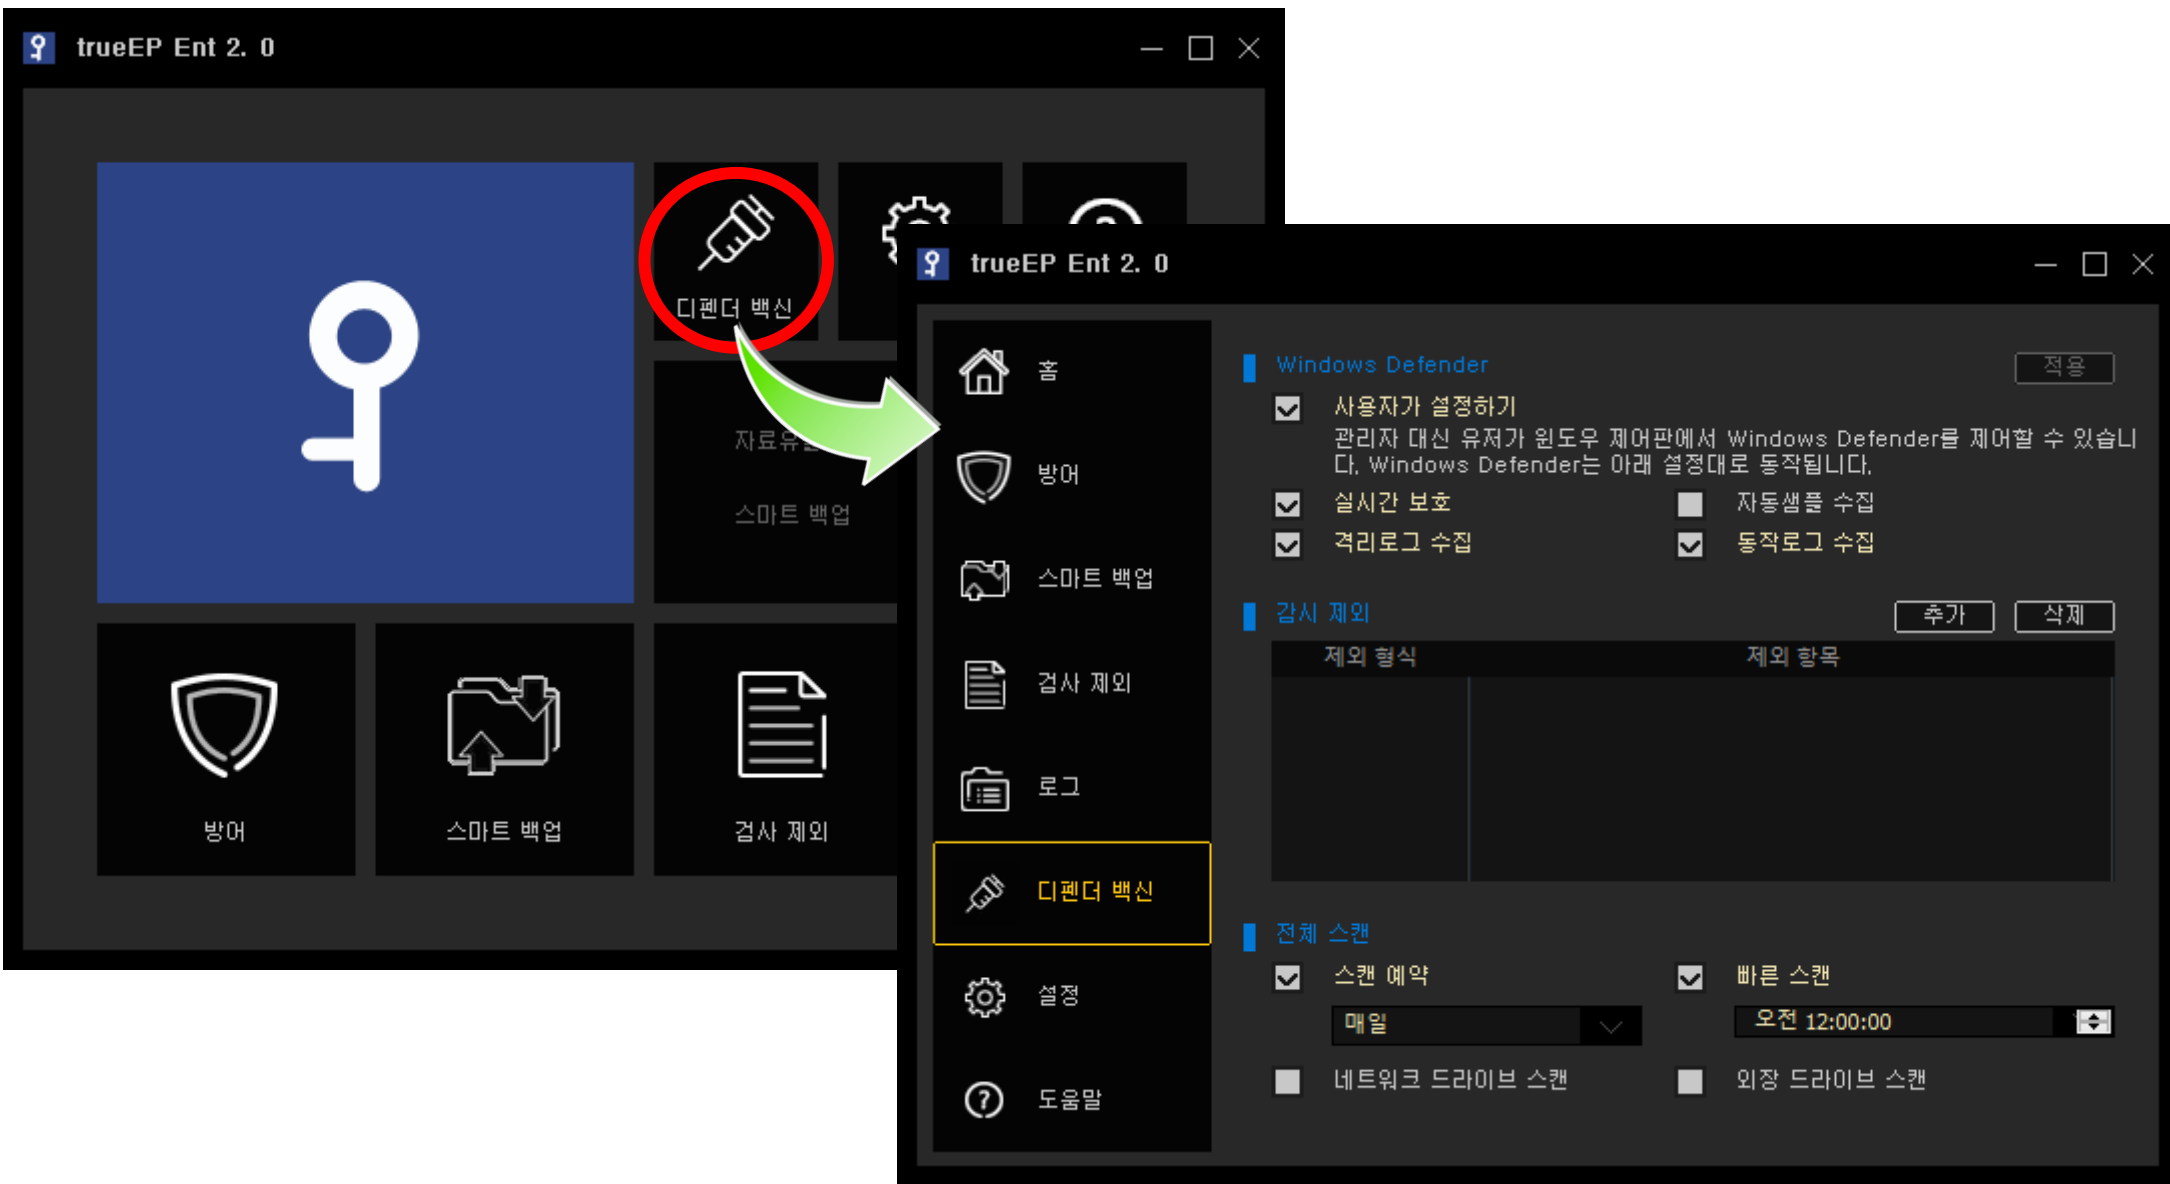 trueEP Ent 2. 0
디펜더 백신
스마트 백업
방어
스마트 백업
검사 제외
trueEP Ent 2. 0
홈
방어
스마트 백업
검사 제외
로그
디펜더 백신
설정
도움말
Windows Defender
적용
사용자가 설정하기
관리자 대신 유저가 윈도우 제어판에서 Windows Defender를 제어할 수 있습니
다. Windows Defender는 아래 설정대로 동작됩니다.
실시간 보호
자동샘플 수집
격리로그 수집
동작로그 수집
감시 제외
추가
삭제
제외 형식
제외 항목
전체 스캔
스캔 예약
빠른 스캔
매일
오전 12:00:00
네트워크 드라이브 스캔
외장 드라이브 스캔